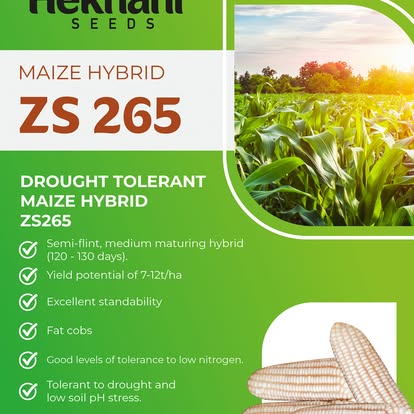 SEEDS
MAIZE HYBRID
ZS 265
DROUGHT TOLERANT
MAIZE HYBRID
ZS265
Semi-flint, medium maturing hybrid
(120 - 130 days).
Yield potential of 7-12t/ha
Excellent standability
Fat cobs
Good levels of tolerance to low nitrogen.
Tolerant to drought and
low soil pH stress.